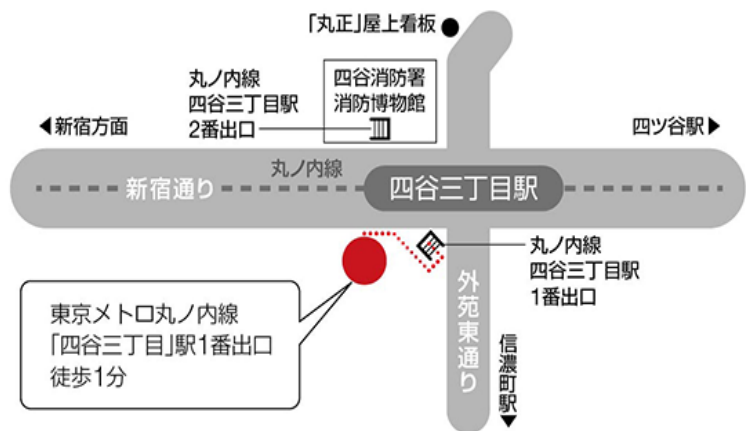 「丸正」屋上看板
丸ノ内線
四谷三丁目駅
2番出口
四谷消防署
消防博物館
◀新宿方面
四ツ谷駅▶
丸ノ内線
新宿通り
四谷三丁目駅
丸ノ内線
四谷三丁目駅
1番出口
外苑東通り
信濃町駅▼
東京メトロ丸ノ内線
「四谷三丁目」駅1番出口
徒歩1分